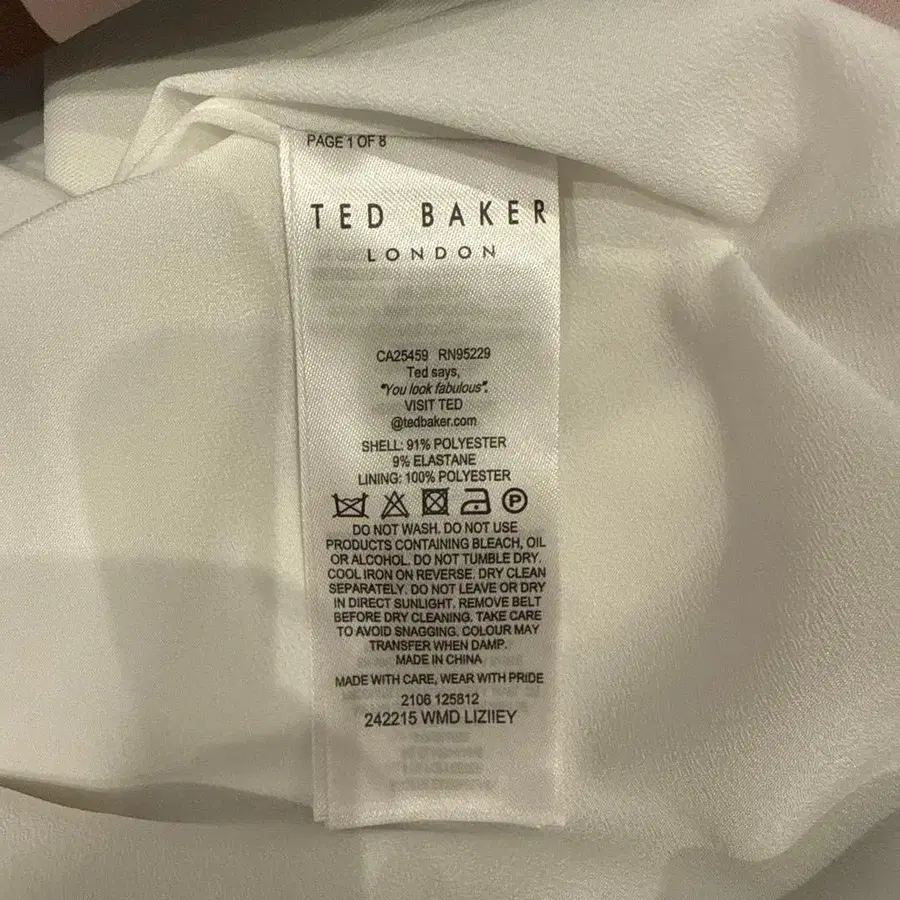 PAGE 1 OF 8
TED BAKER
LONDON
CA25459 RN95229
Ted says,
"You look fabulous".
VISIT TED
@tedbaker.com
SHELL: 91% POLYESTER
9% ELASTANE
LINING: 100% POLYESTER
P
DO NOT WASH. DO NOT USE
PRODUCTS CONTAINING BLEACH, OIL
OR ALCOHOL. DO NOT TUMBLE DRY.
COOL IRON ON REVERSE. DRY CLEAN
SEPARATELY. DO NOT LEAVE OR DRY
IN DIRECT SUNLIGHT. REMOVE BELT
BEFORE DRY CLEANING. TAKE CARE
TO AVOID SNAGGING. COLOUR MAY
TRANSFER WHEN DAMP.
MADE IN CHINA
MADE WITH CARE, WEAR WITH PRIDE
2106 125812
242215 WMD LIZIIEY